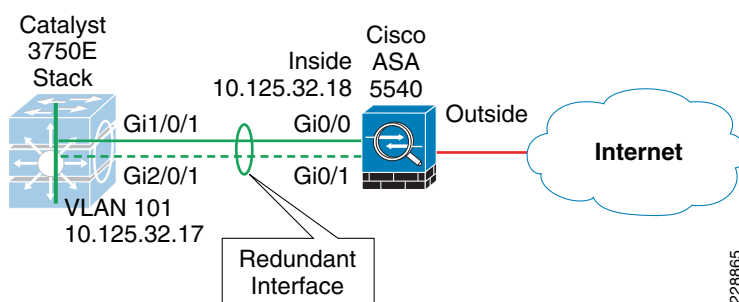 Catalyst
3750E
Stack
Inside
10.125.32.18
Cisco
ASA
5540
Gi1/0/1
Gi0/0
Outside
Internet
Gi2/0/1
Gi0/1
VLAN 101
10.125.32.17
Redundant
Interface
228865